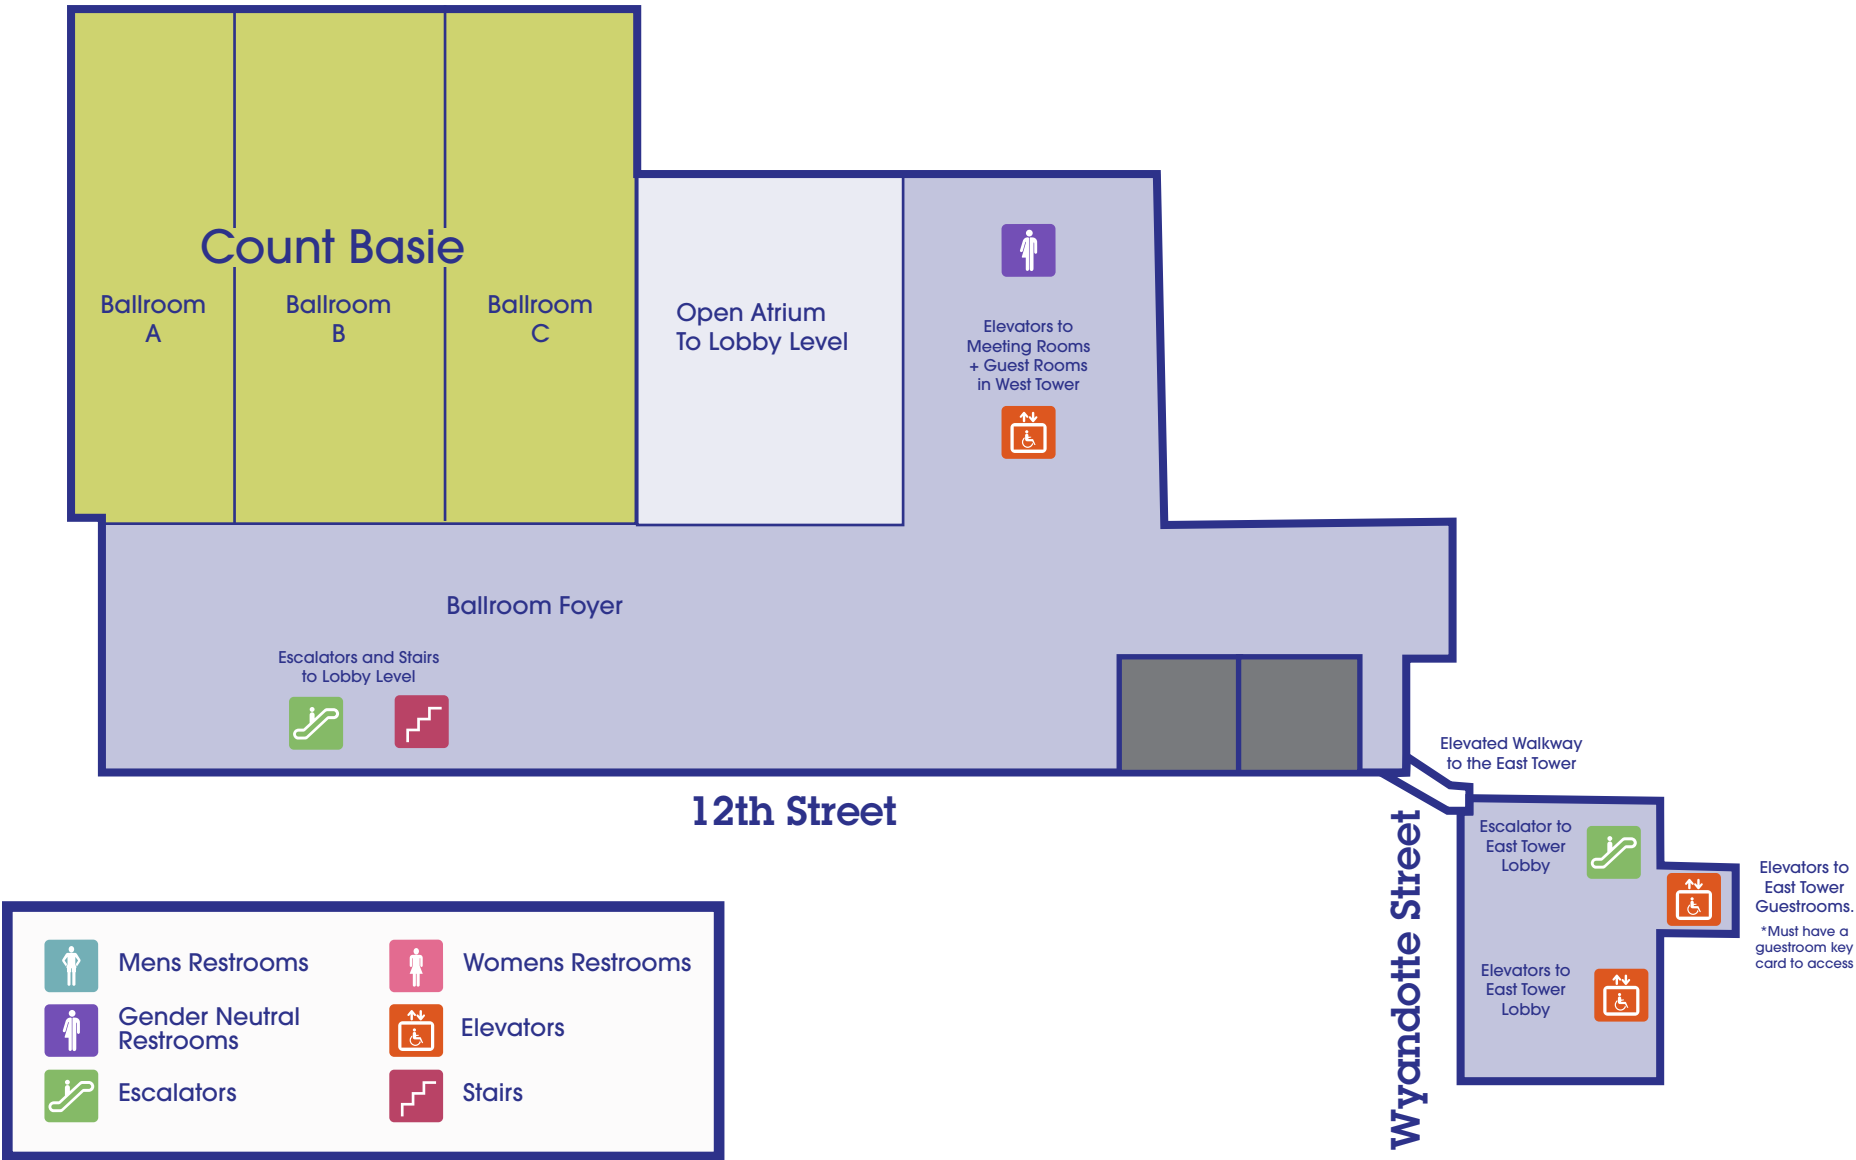 Count Basie
Ballroom
A
Ballroom
B
Ballroom
C
Open Atrium
To Lobby Level
Elevators to
Meeting Rooms
+ Guest Rooms
in West Tower
Ballroom Foyer
Escalators and Stairs
to Lobby Level
12th Street
Elevated Walkway
to the East Tower
Wyandotte Street
Escalator to
East Tower
Lobby
Elevators to
East Tower
Guestrooms.
*Must have a
guestroom key
card to access
Elevators to
East Tower
Lobby
Mens Restrooms
Womens Restrooms
Gender Neutral
Restrooms
Elevators
Escalators
Stairs